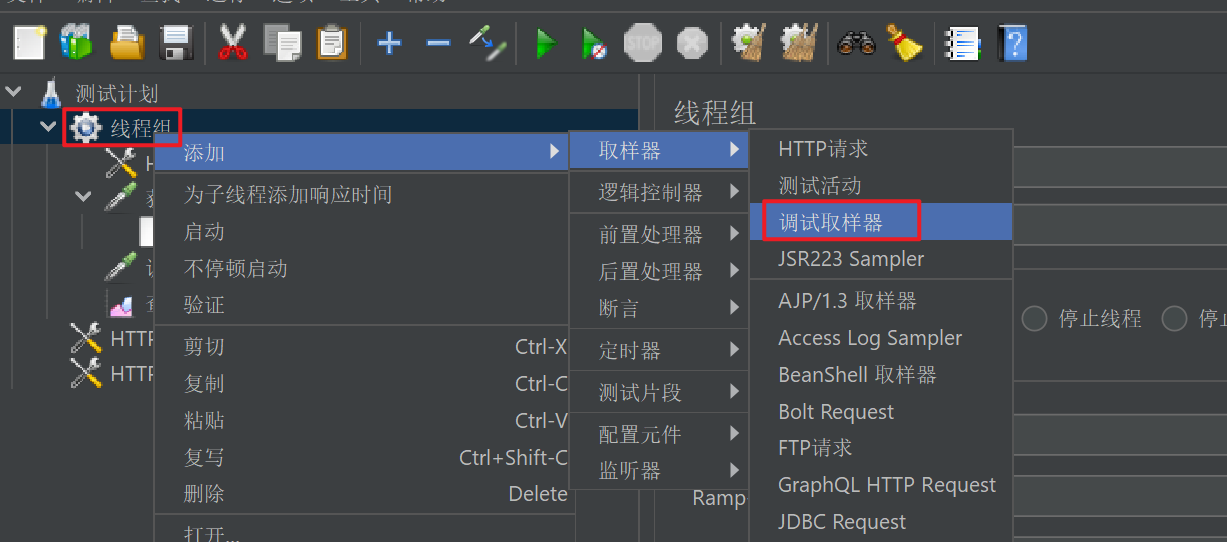 STOP
测试计划
线程组
线程组
添加
为子线程添加响应时间
启动
不停顿启动
验证
剪切 Ctrl-X
复制 Ctrl-C
粘贴 Ctrl-V
复写 Ctrl+Shift-C
删除 Delete
打开...
取样器
逻辑控制器
前置处理器
后置处理器
断言
定时器
测试片段
配置元件
监听器
HTTP请求
测试活动
调试取样器
JSR223 Sampler
AJP/1.3 取样器
Access Log Sampler
BeanShell 取样器
Bolt Request
FTP请求
GraphQL HTTP Request
JDBC Request
HTTP
HTTP
停止线程
Ramp